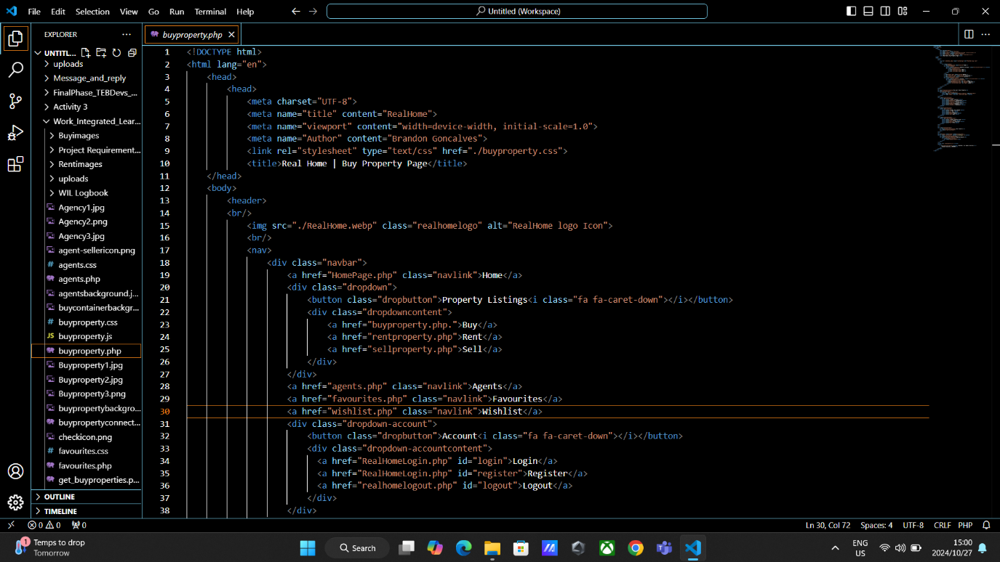 File Edit Selection View Go Run Terminal Help
Untitled (Workspace)
EXPLORER
UNTITL...
uploads
Message_and_reply
FinalPhase_TEBDevs_...
Activity 3
Work_Integrated_Lear...
Buyimages
Project Requirement...
Rentimages
uploads
WIL Logbook
Agency1.jpg
Agency2.png
Agency3.jpg
agent-sellericon.png
# agents.css
agents.php
agentsbackground.j...
buycontainerbackgr...
# buyproperty.css
JS buyproperty.js
buyproperty.php
Buyproperty1.jpg
Buyproperty2.jpg
Buyproperty3.png
buypropertybackgro...
buypropertyconnect...
checkicon.png
# favourites.css
favourites.php
get_buyproperties.p...
OUTLINE
TIMELINE
buyproperty.php
1 <!DOCTYPE html>
2 <html lang="en">
3 <head>
4 <head>
5 <meta charset="UTF-8">
6 <meta name="title" content="RealHome">
7 <meta name="viewport" content="width=device-width, initial-scale=1.0">
8 <meta name="Author" content="Brandon Goncalves">
9 <link rel="stylesheet" type="text/css" href="./buyproperty.css">
10 <title>Real Home | Buy Property Page</title>
11 </head>
12 <body>
13 <header>
14 <br/>
15 <img src="./RealHome.webp" class="realhomelogo" alt="RealHome logo Icon">
16 <br/>
17 <nav>
18 <div class="navbar">
19 <a href="HomePage.php" class="navlink">Home</a>
20 <div class="dropdown">
21 <button class="dropbutton">Property Listings<i class="fa fa-caret-down"></i></button>
22 <div class="dropdowncontent">
23 <a href="buyproperty.php.">Buy</a>
24 <a href="rentproperty.php">Rent</a>
25 <a href="sellproperty.php">Sell</a>
26 </div>
27 </div>
28 <a href="agents.php" class="navlink">Agents</a>
29 <a href="favourites.php" class="navlink">Favourites</a>
30 <a href="wishlist.php" class="navlink">Wishlist</a>
31 <div class="dropdown-account">
32 <button class="dropbutton">Account<i class="fa fa-caret-down"></i></button>
33 <div class="dropdown-accountcontent">
34 <a href="RealHomeLogin.php" id="login">Login</a>
35 <a href="RealHomeLogin.php" id="register">Register</a>
36 <a href="realhomelogout.php" id="logout">Logout</a>
37 </div>
38 </div>
0 0 0 Ln 30, Col 72 Spaces: 4 UTF-8 CRLF PHP
1 Temps to drop
Tomorrow
Search
ENG
US
15:00
2024/10/27